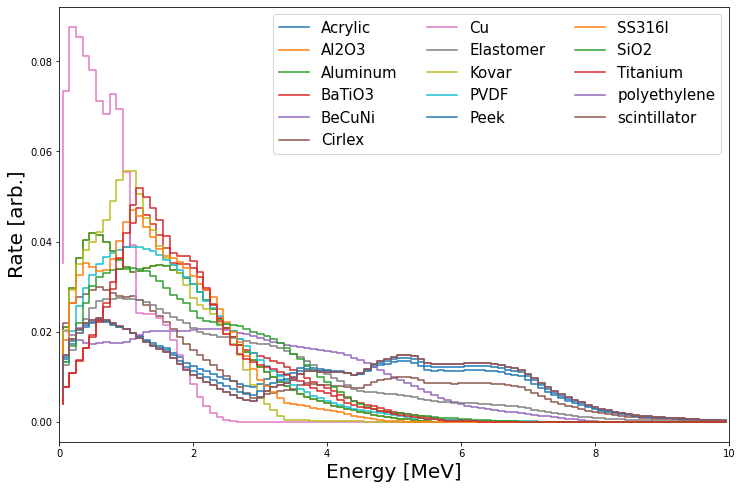 Acrylic
Al2O3
Aluminum
BaTiO3
BeCuNi
Cirlex
Cu
Elastomer
Kovar
PVDF
Peek
SS316l
SiO2
Titanium
polyethylene
scintillator
Rate [arb.]
0.08
0.06
0.04
0.02
0.00
0
2
4
6
8
10
Energy [MeV]